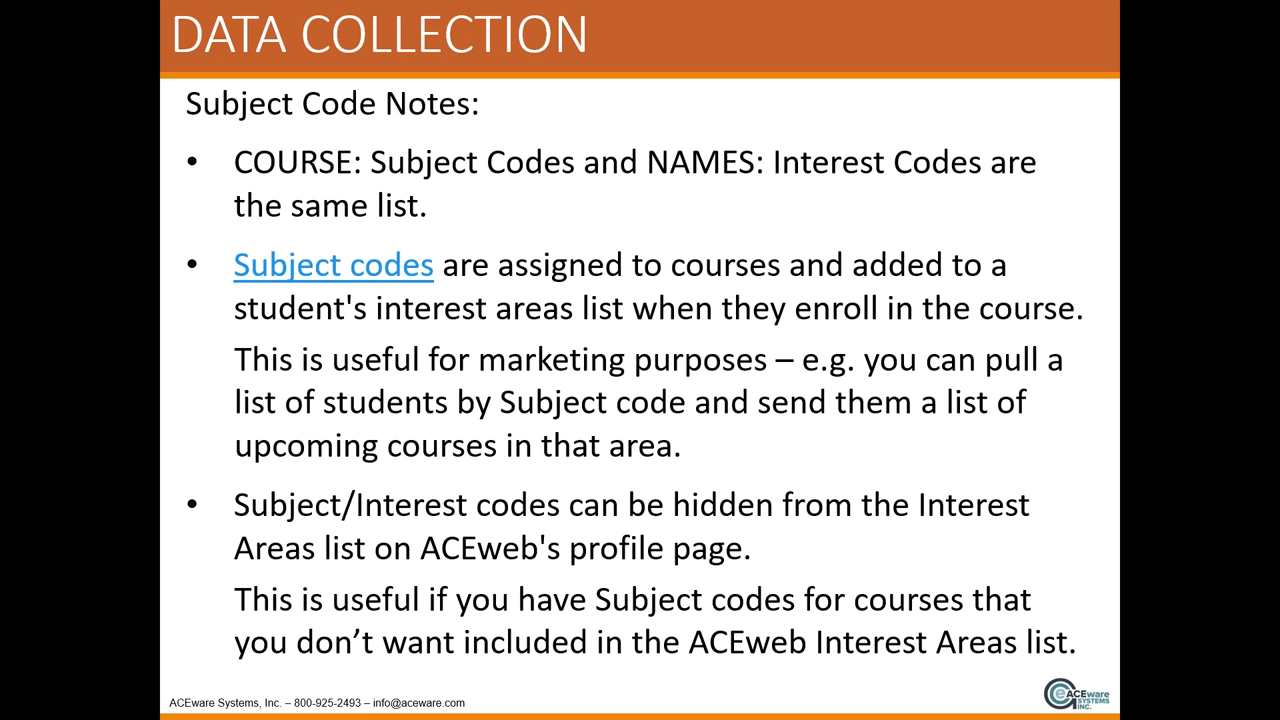 DATA COLLECTION
Subject Code Notes:
• COURSE: Subject Codes and NAMES: Interest Codes are
the same list.
• Subject codes are assigned to courses and added to a
student's interest areas list when they enroll in the course.
This is useful for marketing purposes – e.g. you can pull a
list of students by Subject code and send them a list of
upcoming courses in that area.
• Subject/Interest codes can be hidden from the Interest
Areas list on ACEweb's profile page.
This is useful if you have Subject codes for courses that
you don’t want included in the ACEweb Interest Areas list.
ACEware Systems, Inc. – 800-925-2493 – info@aceware.com
ACEware
SYSTEMS
INC.